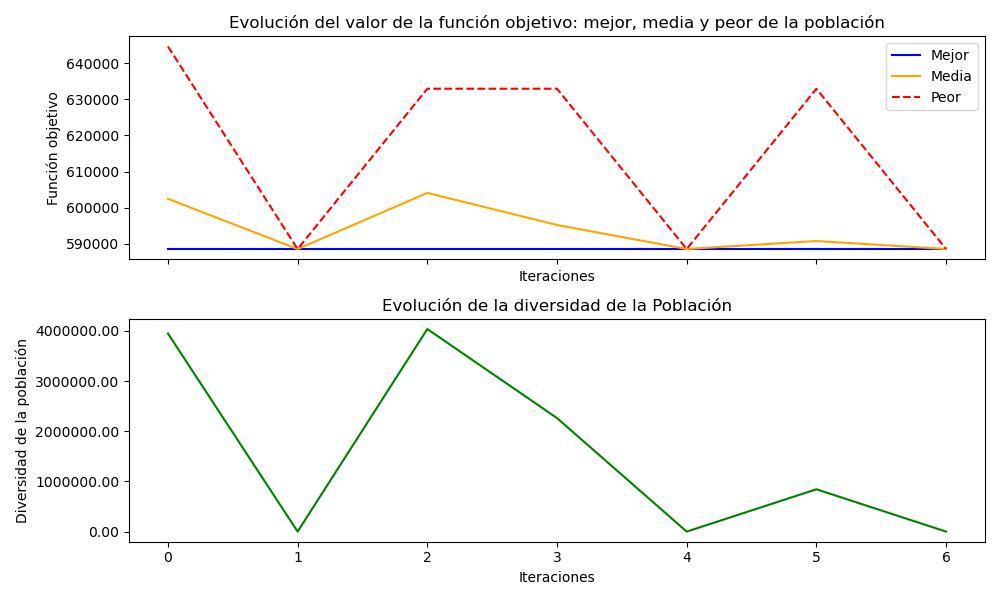 Evolución del valor de la función objetivo: mejor, media y peor de la población
Función objetivo
640000
630000
620000
610000
600000
590000
Mejor
Media
Peor
Iteraciones
Evolución de la diversidad de la Población
Diversidad de la población
4000000.00
3000000.00
2000000.00
1000000.00
0.00
0 1 2 3 4 5 6
Iteraciones